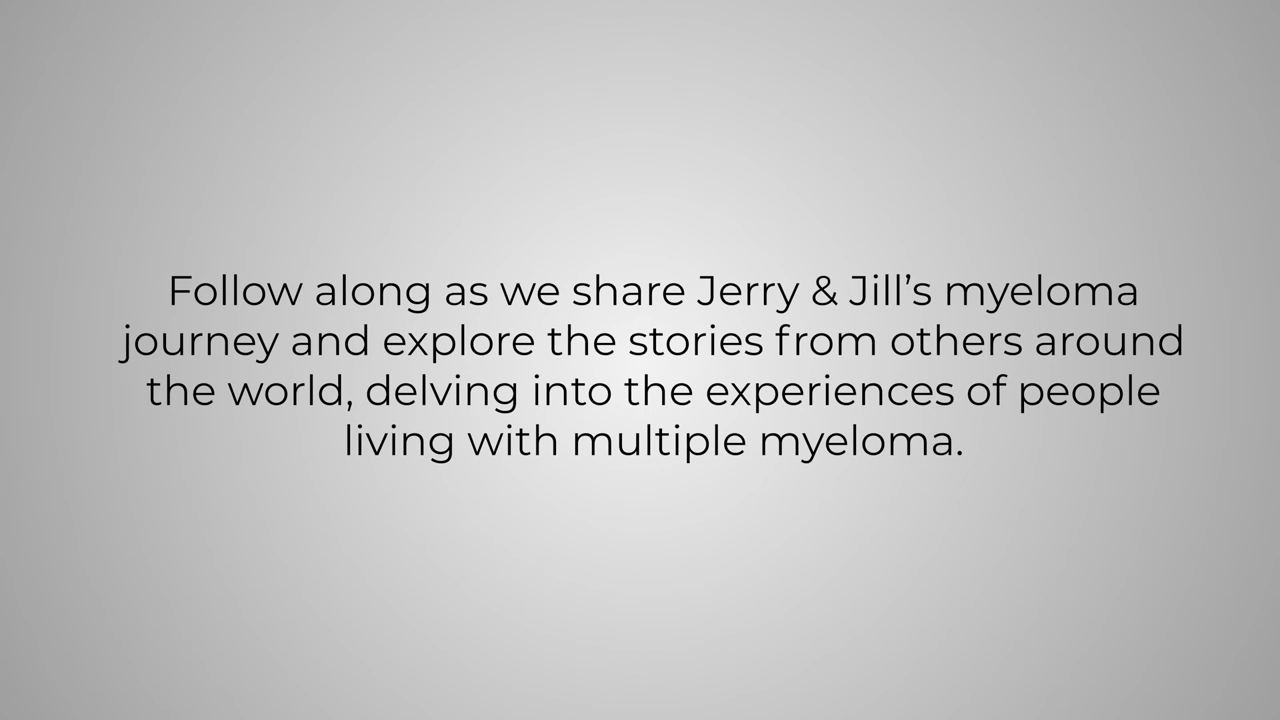 Follow along as we share Jerry & Jill’s myeloma
journey and explore the stories from others around
the world, delving into the experiences of people
living with multiple myeloma.